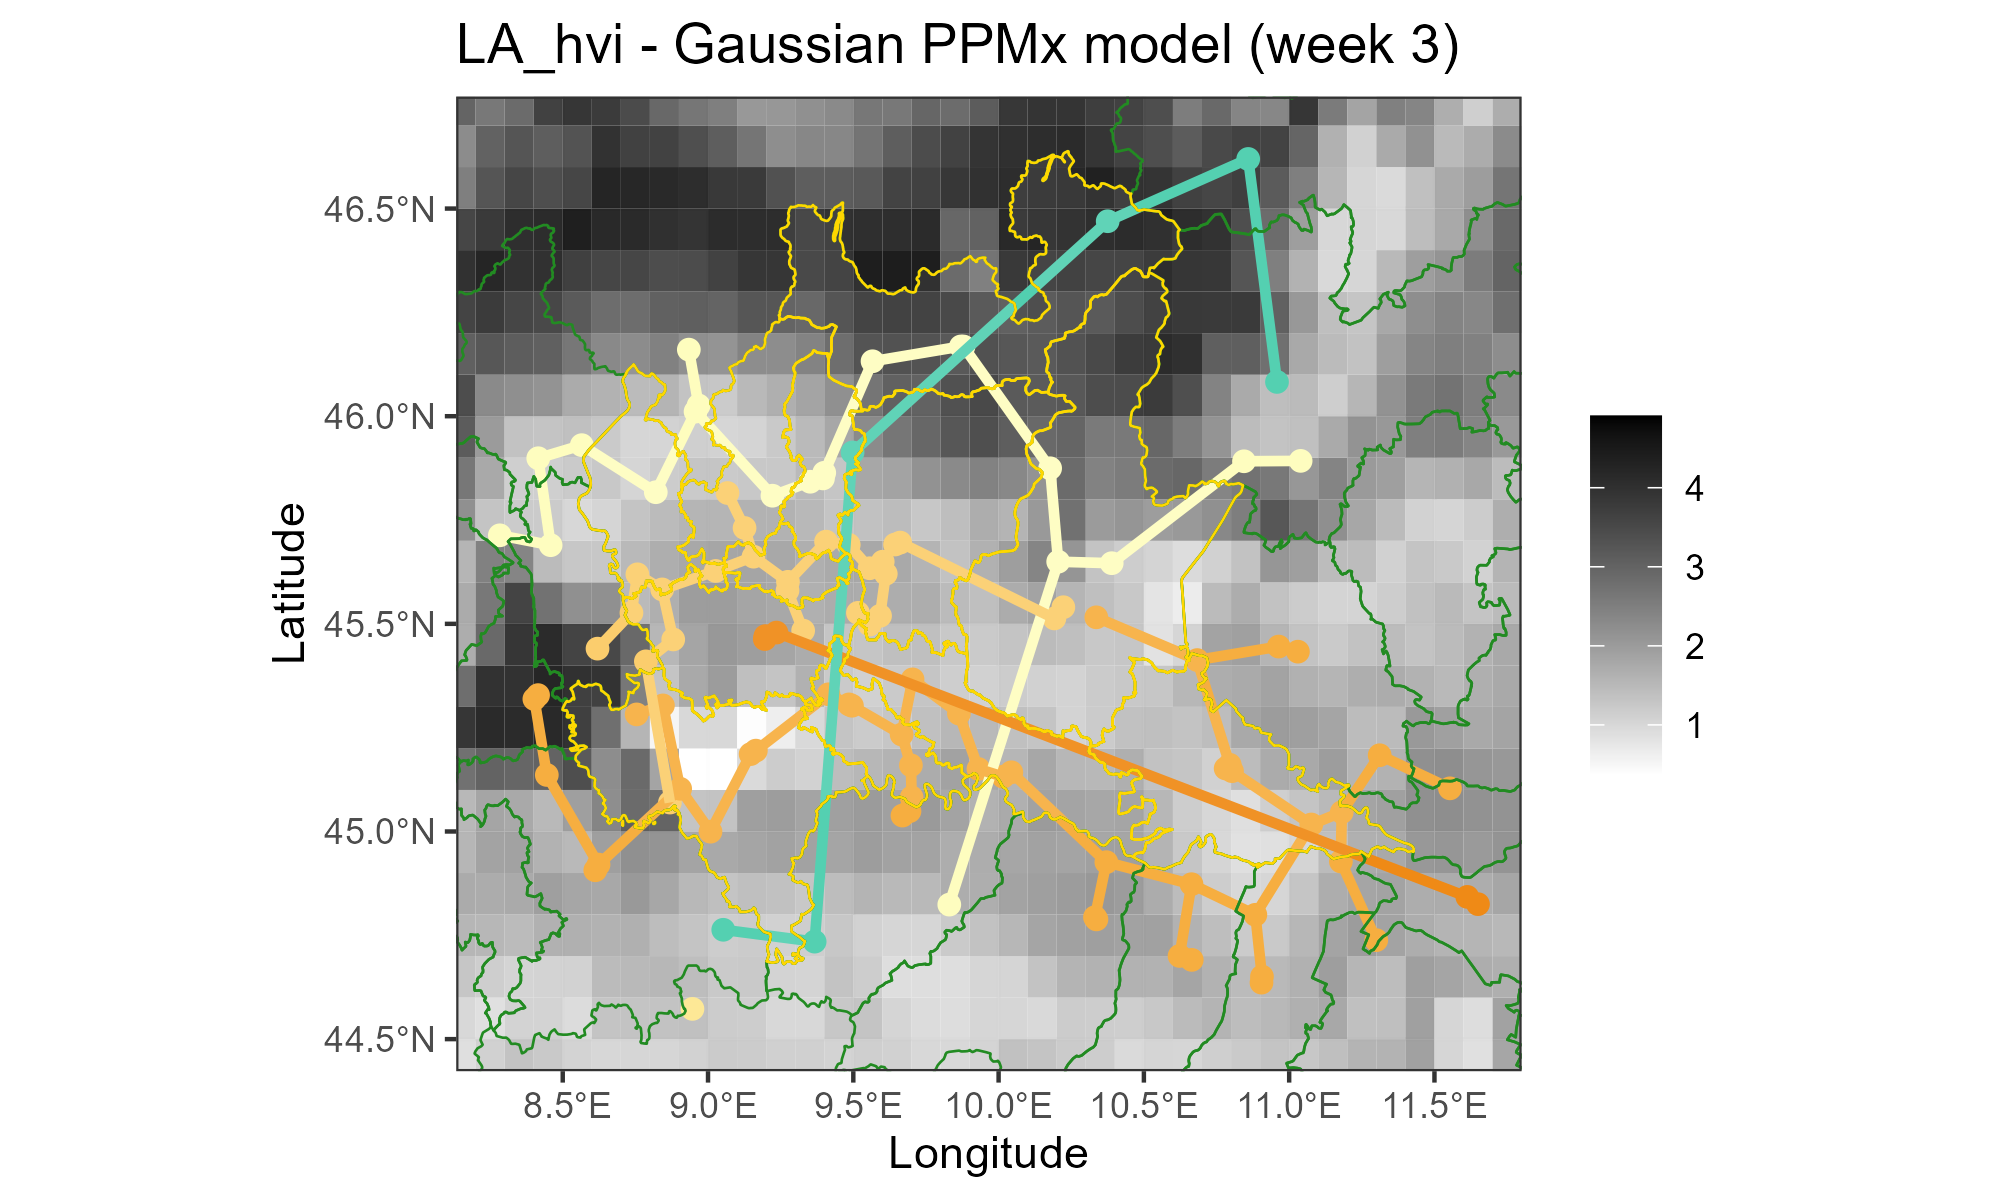 LA_hvi - Gaussian PPMx model (week 3)
46.5°N
46.0°N
45.5°N
45.0°N
44.5°N
Latitude
8.5°E
9.0°E
9.5°E
10.0°E
10.5°E
11.0°E
11.5°E
Longitude
4
3
2
1